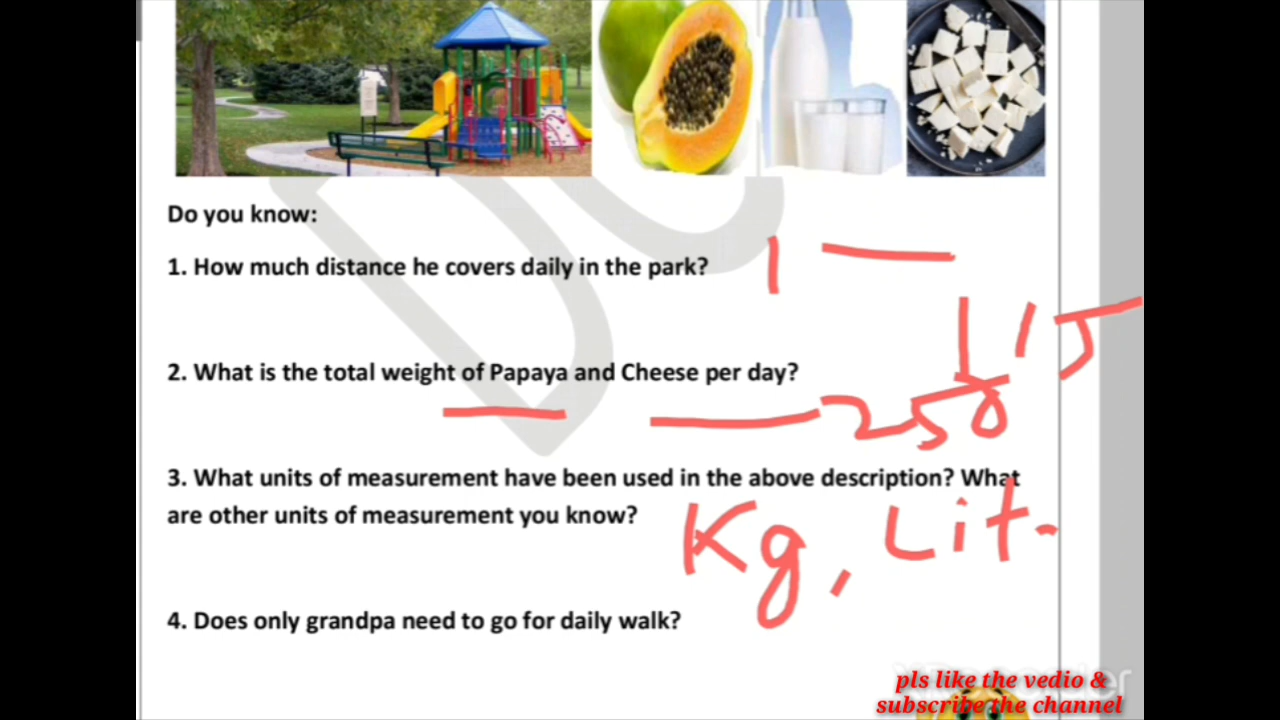 Do you know:
1. How much distance he covers daily in the park?
2. What is the total weight of Papaya and Cheese per day?
250
3. What units of measurement have been used in the above description? What
are other units of measurement you know?
Kg, Lit.
4. Does only grandpa need to go for daily walk?
pls like the vedio &
subscribe the channel